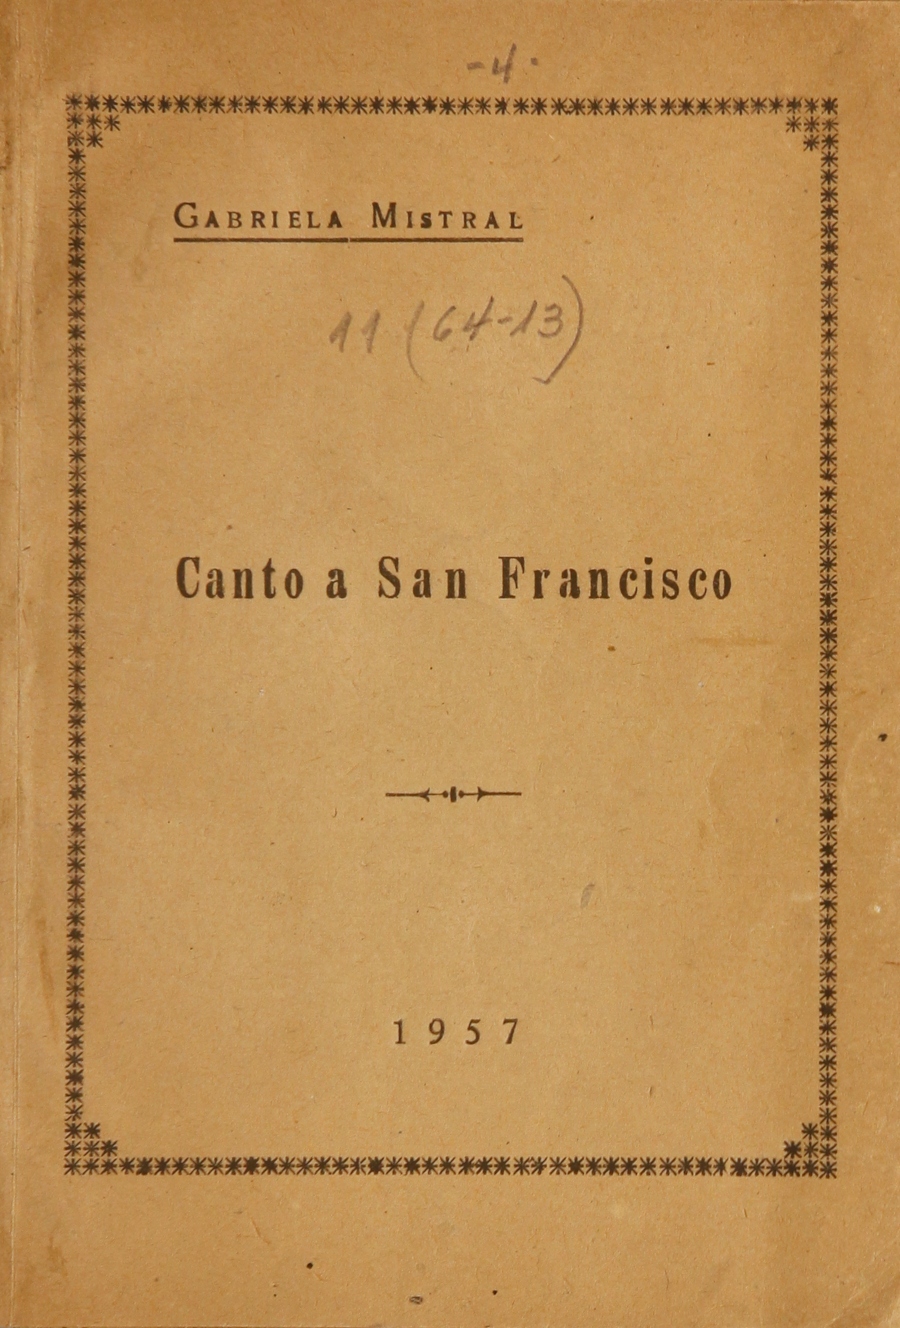 -4-
GABRIELA MISTRAL
11 (64-13)
Canto a San Francisco
1957